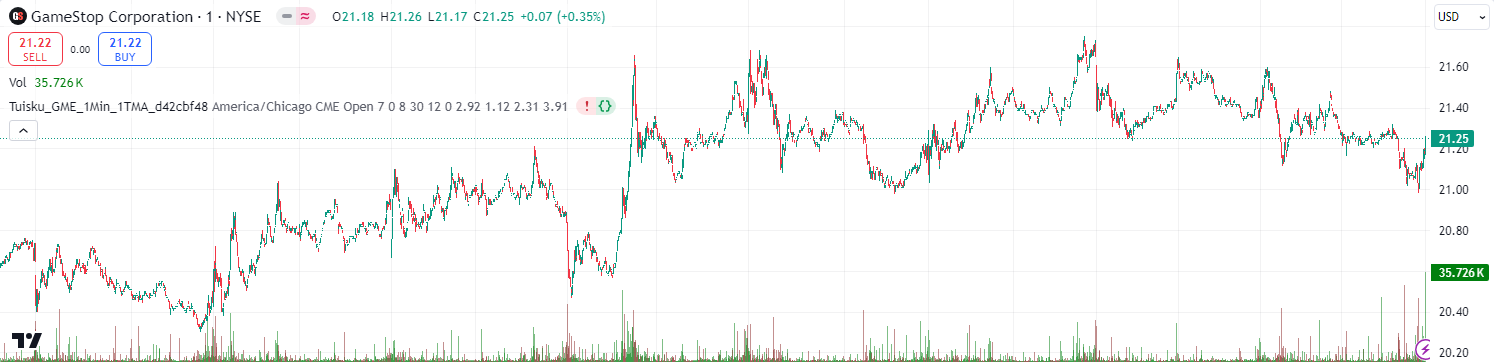 GameStop Corporation · 1 · NYSE O21.18 H21.26 L21.17 C21.25 +0.07 (+0.35%) USD
21.22 0.00 21.22
SELL BUY
Vol 35.726 K
Tuisku_GME_1Min_1TMA_d42cbf48 America/Chicago CME Open 7 0 8 30 12 0 2.92 1.12 2.31 3.91 ! {}
21.60
21.40
21.25
21.20
21.00
20.80
35.726 K
20.40
20.20